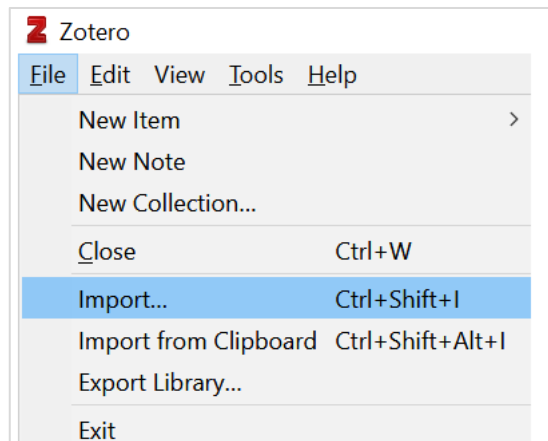 Zotero
File Edit View Tools Help
New Item
New Note
New Collection...
Close Ctrl+W
Import... Ctrl+Shift+I
Import from Clipboard Ctrl+Shift+Alt+I
Export Library...
Exit